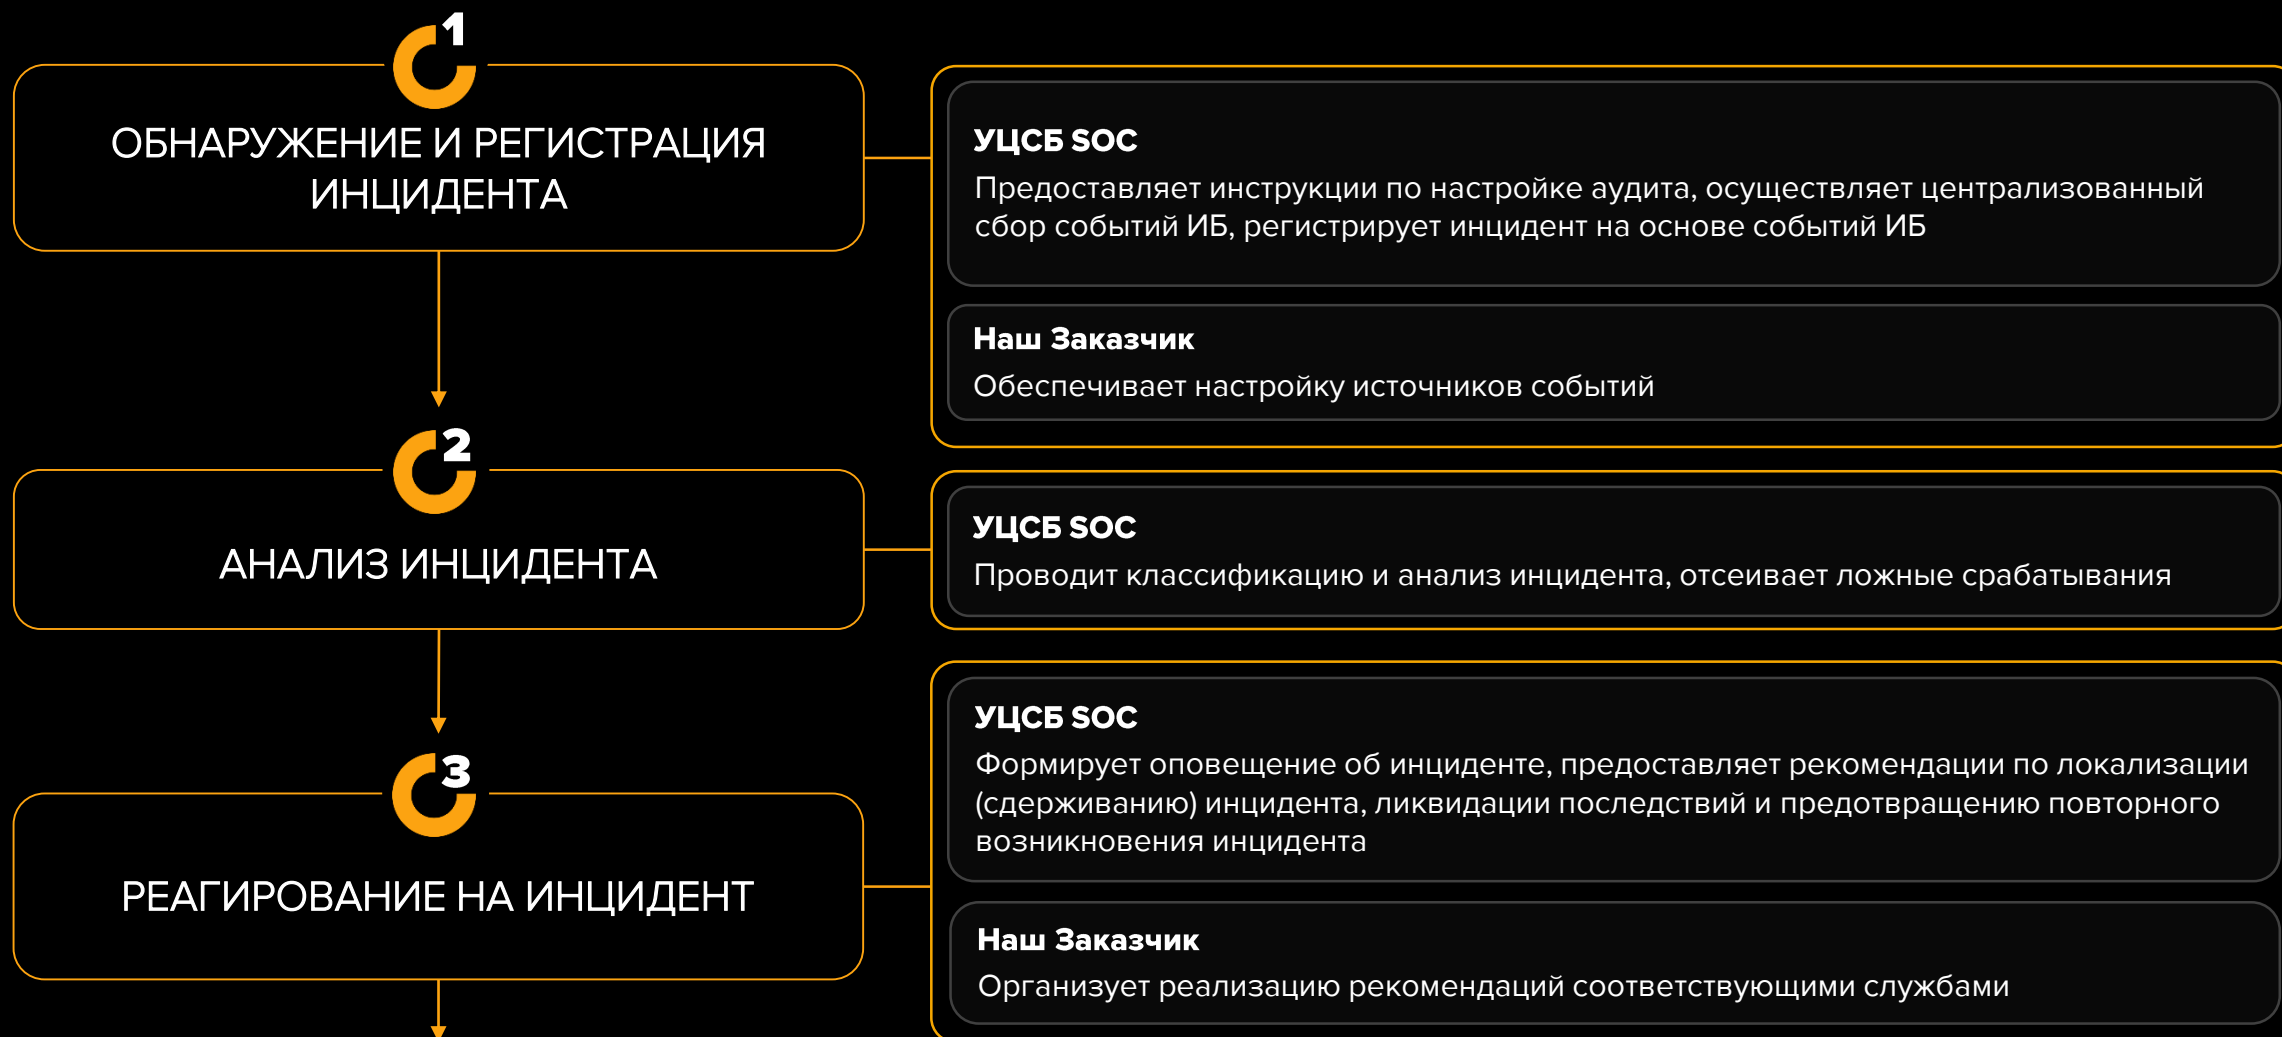 1
ОБНАРУЖЕНИЕ И РЕГИСТРАЦИЯ
ИНЦИДЕНТА
УЦСБ SOC
Предоставляет инструкции по настройке аудита, осуществляет централизованный
сбор событий ИБ, регистрирует инцидент на основе событий ИБ
Наш Заказчик
Обеспечивает настройку источников событий
2
АНАЛИЗ ИНЦИДЕНТА
УЦСБ SOC
Проводит классификацию и анализ инцидента, отсеивает ложные срабатывания
3
РЕАГИРОВАНИЕ НА ИНЦИДЕНТ
УЦСБ SOC
Формирует оповещение об инциденте, предоставляет рекомендации по локализации
(сдерживанию) инцидента, ликвидации последствий и предотвращению повторного
возникновения инцидента
Наш Заказчик
Организует реализацию рекомендаций соответствующими службами